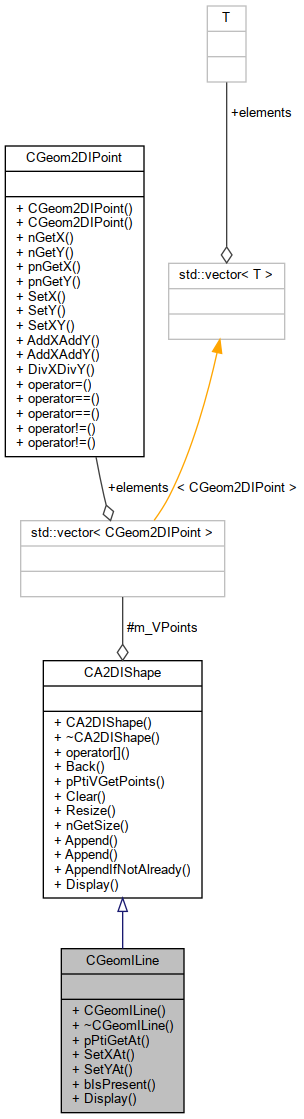 T
+elements
CGeom2DIPoint
+ CGeom2DIPoint()
+ CGeom2DIPoint()
+ nGetX()
+ nGetY()
+ pnGetX()
+ pnGetY()
+ SetX()
+ SetY()
+ SetXY()
+ AddXAddY()
+ AddXAddY()
+ DivXDivY()
+ operator=()
+ operator==()
+ operator==()
+ operator!=()
+ operator!=()
std::vector< T >
+elements
< CGeom2DIPoint >
std::vector< CGeom2DIPoint >
#m_VPoints
CA2DIShape
+ CA2DIShape()
+ ~CA2DIShape()
+ operator[]()
+ Back()
+ pPtiVGetPoints()
+ Clear()
+ Resize()
+ nGetSize()
+ Append()
+ Append()
+ AppendIfNotAlready()
+ Display()
CGeomILine
+ CGeomILine()
+ ~CGeomILine()
+ pPtiGetAt()
+ SetXAt()
+ SetYAt()
+ bIsPresent()
+ Display()